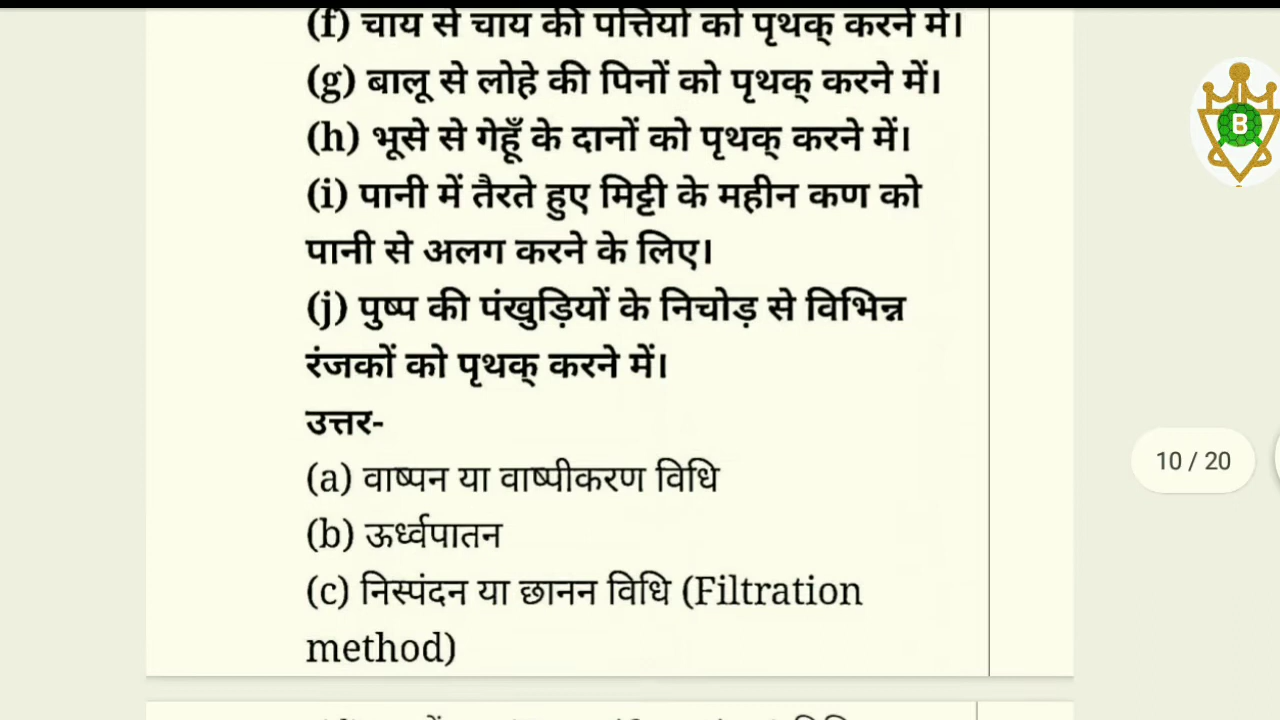 (f) चाय से चाय की पत्तियों को पृथक् करने में।
(g) बालू से लोहे की पिनों को पृथक् करने में।
(h) भूसे से गेहूँ के दानों को पृथक् करने में।
(i) पानी में तैरते हुए मिट्टी के महीन कण को
पानी से अलग करने के लिए।
(j) पुष्प की पंखुड़ियों के निचोड़ से विभिन्न
रंजकों को पृथक् करने में।
उत्तर-
(a) वाष्पन या वाष्पीकरण विधि
(b) ऊर्ध्वपातन
(c) निस्पंदन या छानन विधि (Filtration
method)
B
10 / 20